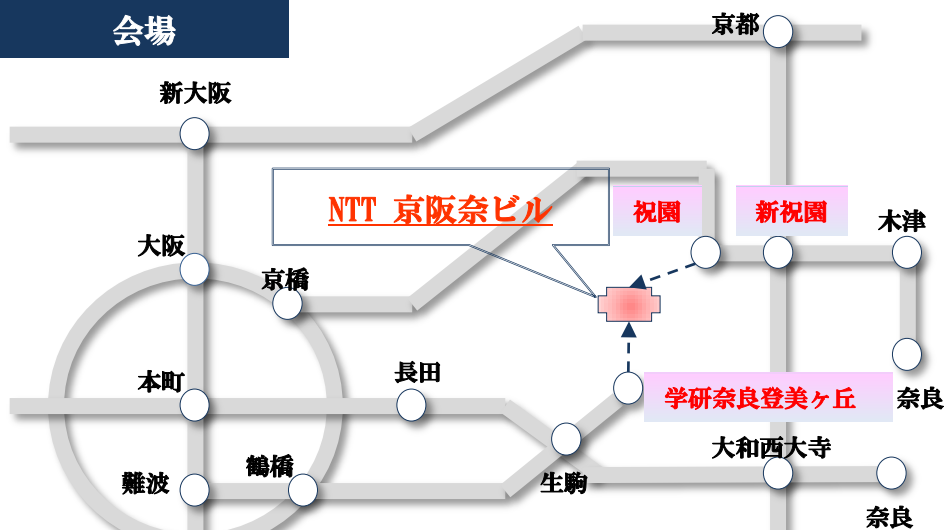 会場
京都
新大阪
NTT 京阪奈ビル
祝園
新祝園
木津
大阪
京橋
長田
本町
学研奈良登美ヶ丘
奈良
大和西大寺
鶴橋
難波
生駒
奈良